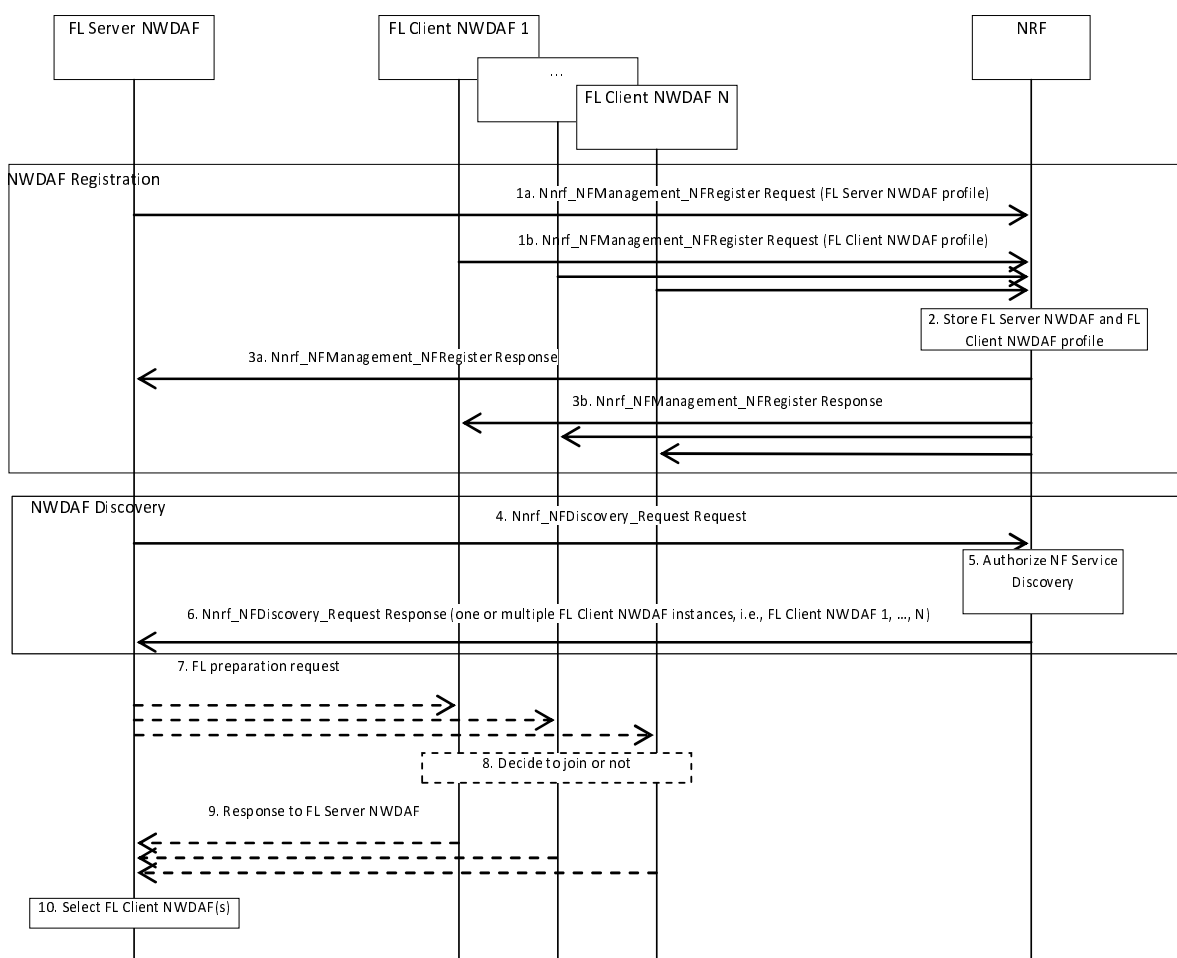 FL Server NWDAF
FL Client NWDAF 1
NRF
...
FL Client NWDAF N
NWDAF Registration
1a. Nnrf_NFManagement_NFRegister Request (FL Server NWDAF profile)
1b. Nnrf_NFManagement_NFRegister Request (FL Client NWDAF profile)
2. Store FL Server NWDAF and FL
Client NWDAF profile
3a. Nnrf_NFManagement_NFRegister Response
3b. Nnrf_NFManagement_NFRegister Response
NWDAF Discovery
4. Nnrf_NFDiscovery_Request Request
5. Authorize NF Service
Discovery
6. Nnrf_NFDiscovery_Request Response (one or multiple FL Client NWDAF instances, i.e., FL Client NWDAF 1, ..., N)
7. FL preparation request
8. Decide to join or not
9. Response to FL Server NWDAF
10. Select FL Client NWDAF(s)